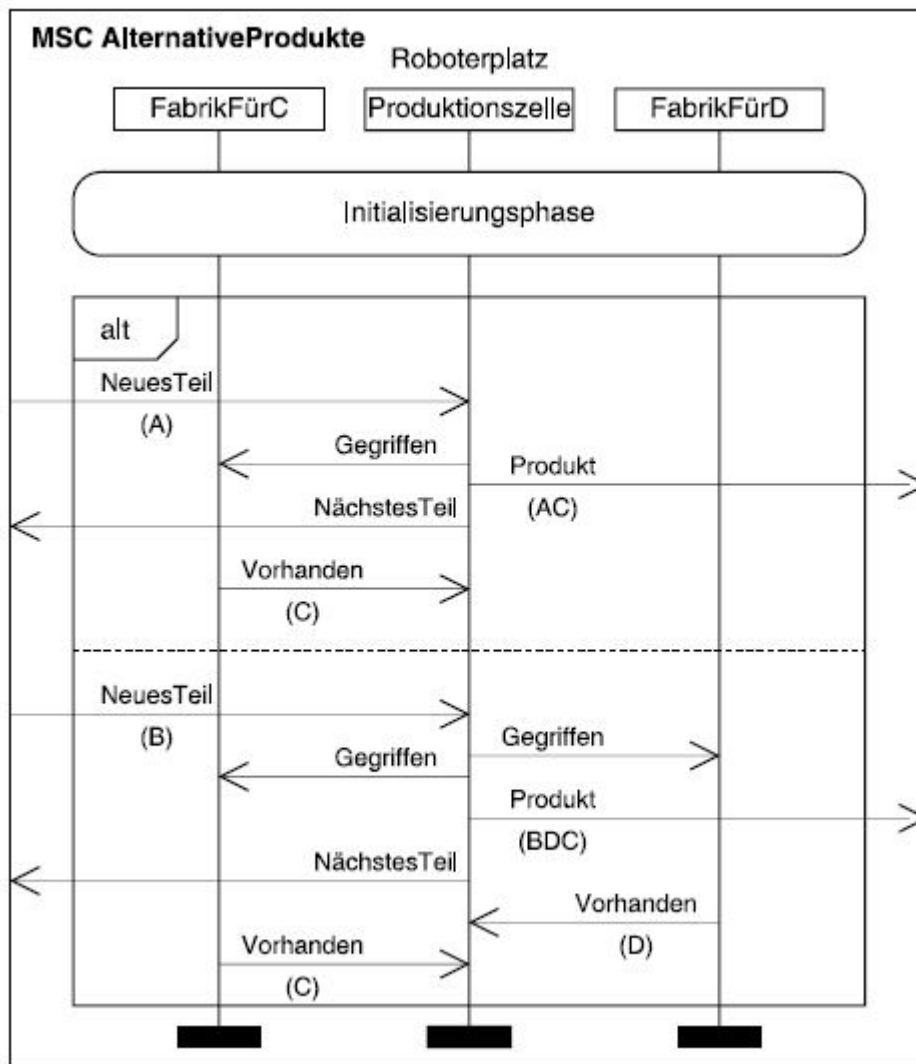 MSC AlternativeProdukte
Roboterplatz
FabrikFürC
Produktionszelle
FabrikFürD
Initialisierungsphase
alt
NeuesTeil
(A)
Gegriffen
Produkt
(AC)
NächstesTeil
Vorhanden
(C)
NeuesTeil
(B)
Gegriffen
Gegriffen
Produkt
(BDC)
NächstesTeil
Vorhanden
(D)
Vorhanden
(C)